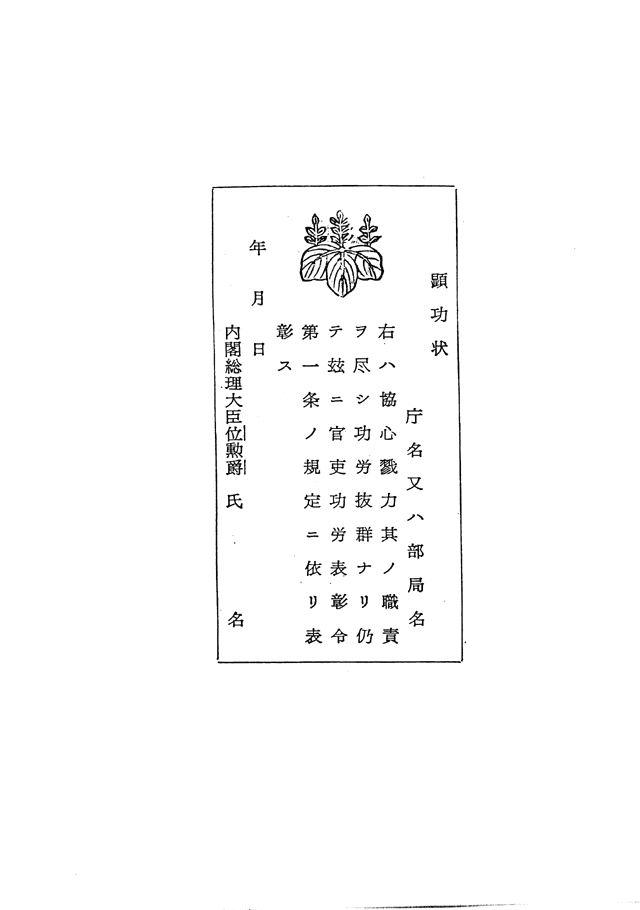 顕功状
庁名又ハ部局名
右ハ協心戮力其ノ職責
ヲ尽シ功労抜群ナリ仍
テ玆ニ官吏功労表彰令
第一条ノ規定ニ依リ表
彰ス
年月日
内閣総理大臣位勲爵氏名